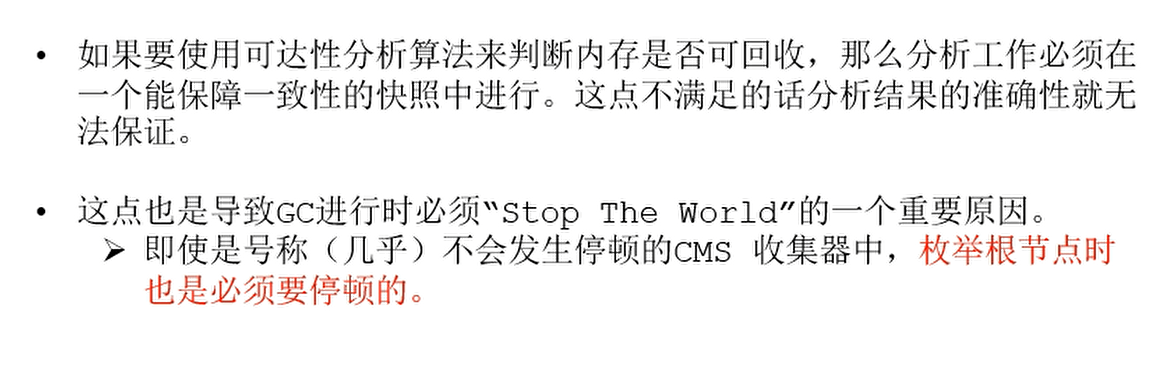 • 如果要使用可达性分析算法来判断内存是否可回收，那么分析工作必须在
一个能保障一致性的快照中进行。这点不满足的话分析结果的准确性就无
法保证。
• 这点也是导致GC进行时必须“Stop The World”的一个重要原因。
➢ 即使是号称（几乎）不会发生停顿的CMS 收集器中，枚举根节点时
也是必须要停顿的。